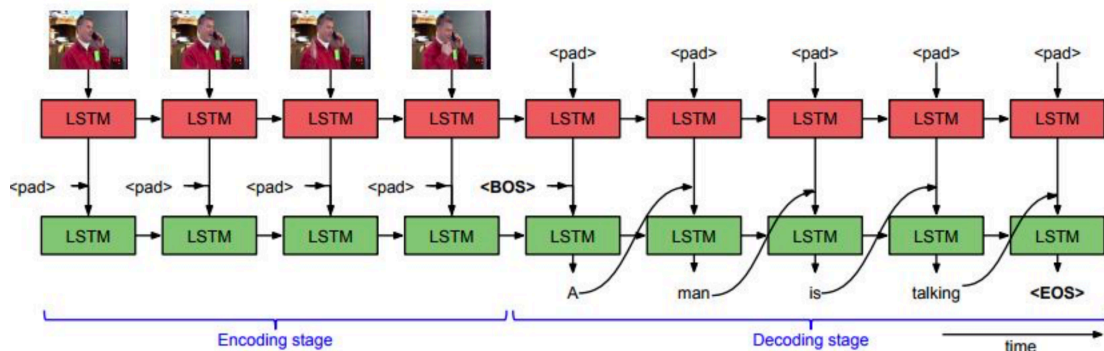 <pad> <pad> <pad> <pad> <pad>
LSTM LSTM LSTM LSTM LSTM LSTM LSTM LSTM LSTM
<pad> <pad> <pad> <pad> <BOS>
LSTM LSTM LSTM LSTM LSTM LSTM LSTM LSTM LSTM
A man is talking <EOS>
Encoding stage Decoding stage
time